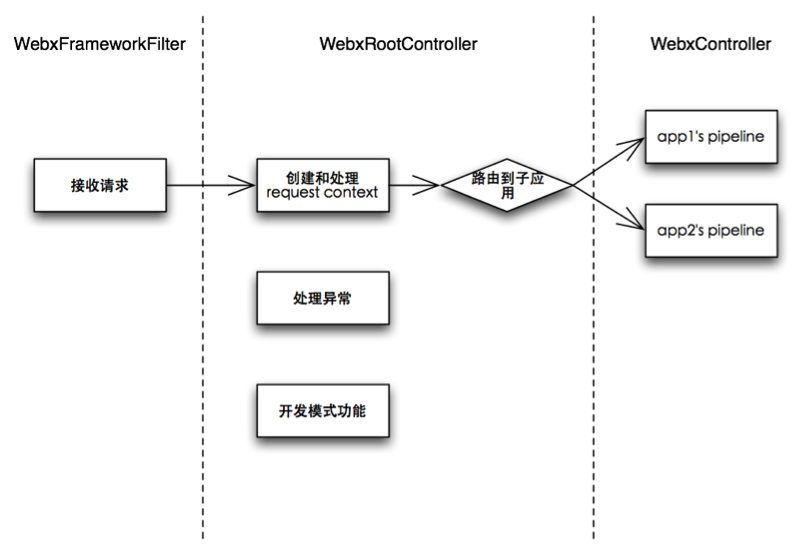 WebxFrameworkFilter
WebxRootController
WebxController
接收请求
创建和处理
request context
路由到子应
用
app1's pipeline
app2's pipeline
处理异常
开发模式功能